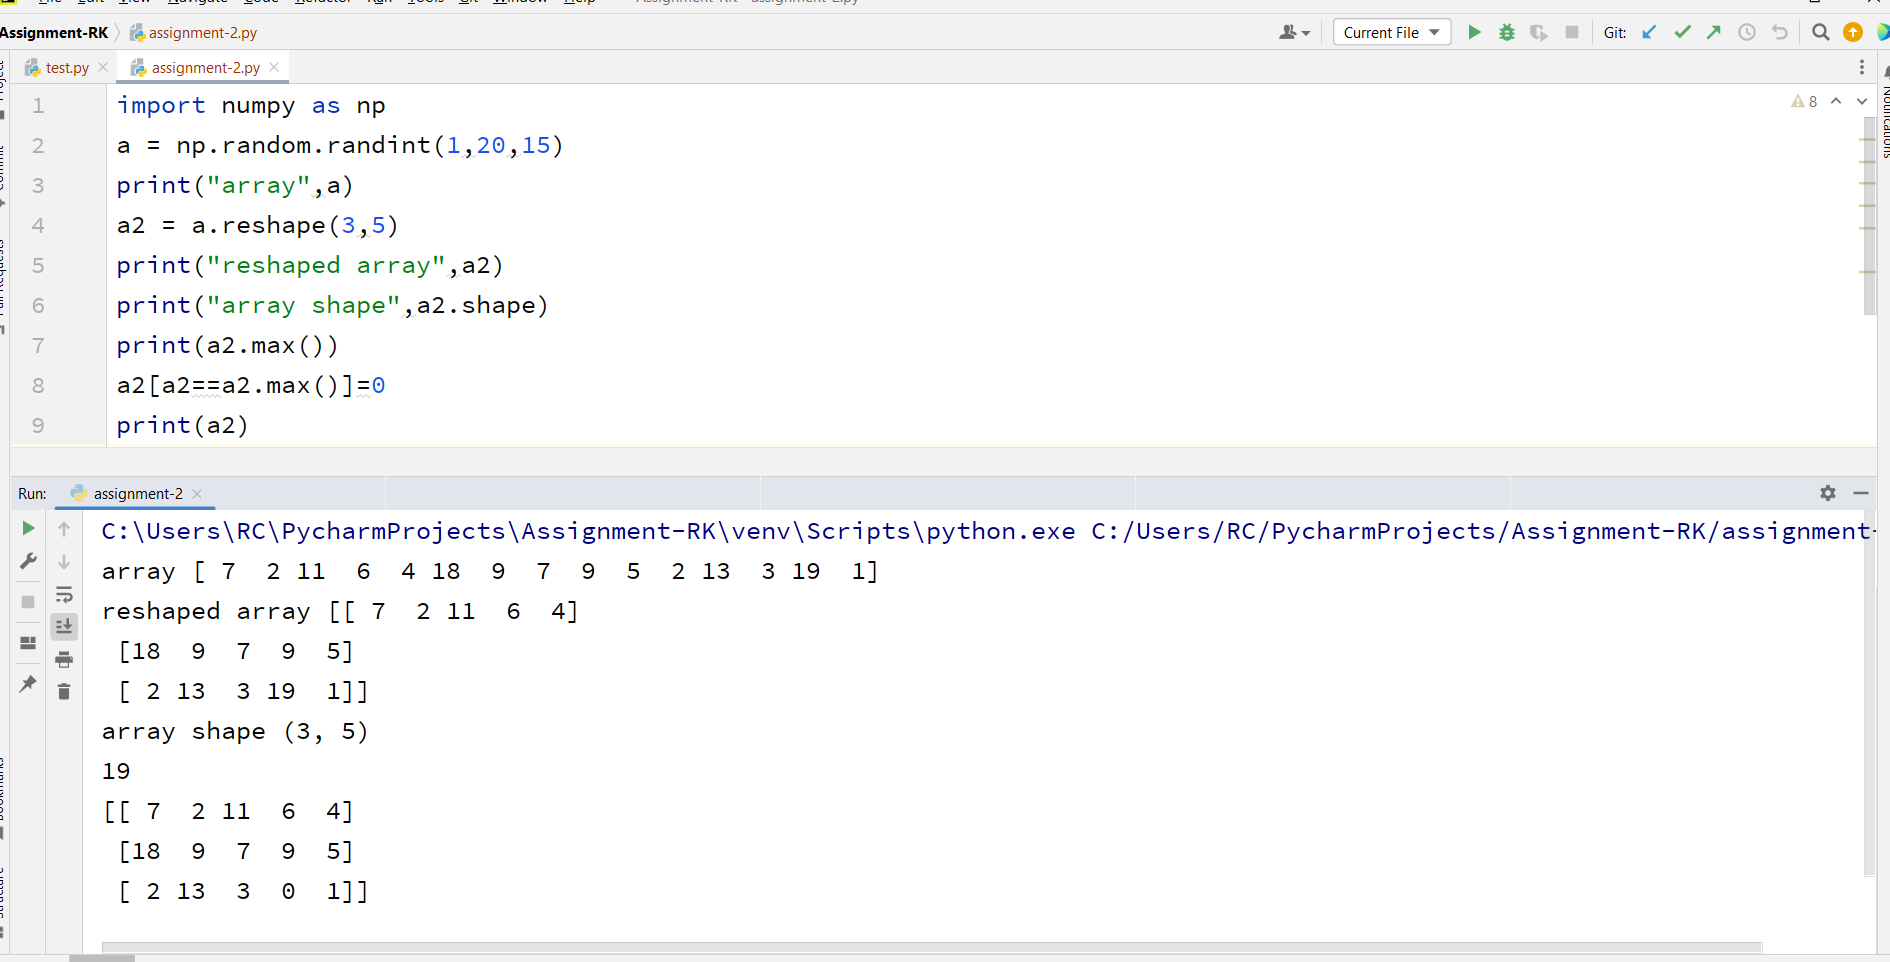 Assignment-RK assignment-2.py Current File Git:
test.py assignment-2.py
8
1 import numpy as np
2 a = np.random.randint(1,20,15)
3 print("array",a)
4 a2 = a.reshape(3,5)
5 print("reshaped array",a2)
6 print("array shape",a2.shape)
7 print(a2.max())
8 a2[a2==a2.max()]=0
9 print(a2)
Notifications
Run: assignment-2
C:\Users\RC\PycharmProjects\Assignment-RK\venv\Scripts\python.exe C:/Users/RC/PycharmProjects/Assignment-RK/assignment-
array [ 7  2 11  6  4 18  9  7  9  5  2 13  3 19  1]
reshaped array [[ 7  2 11  6  4]
 [18  9  7  9  5]
 [ 2 13  3 19  1]]
array shape (3, 5)
19
[[ 7  2 11  6  4]
 [18  9  7  9  5]
 [ 2 13  3  0  1]]